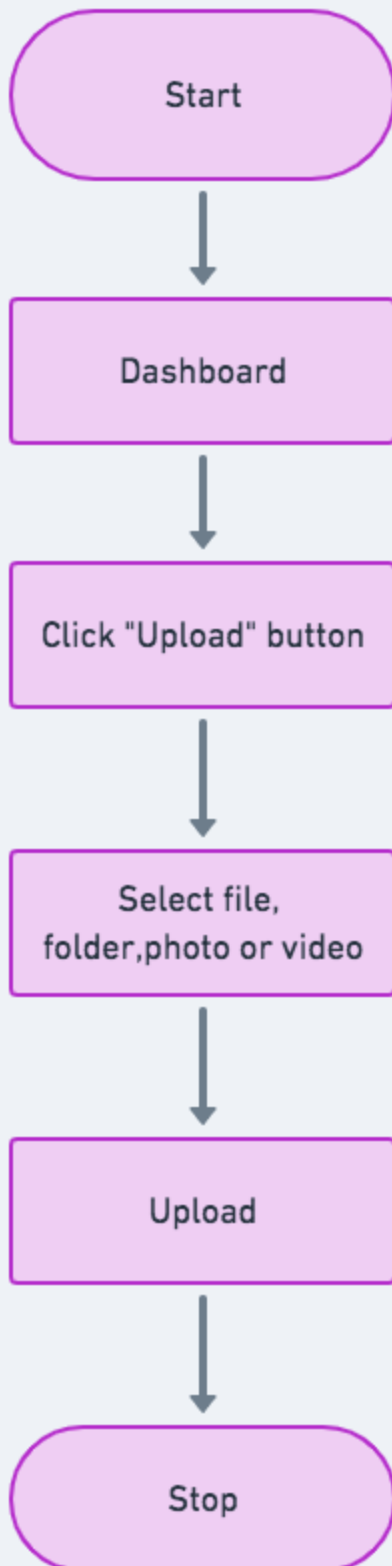 Start
Dashboard
Click "Upload" button
Select file,
folder,photo or video
Upload
Stop